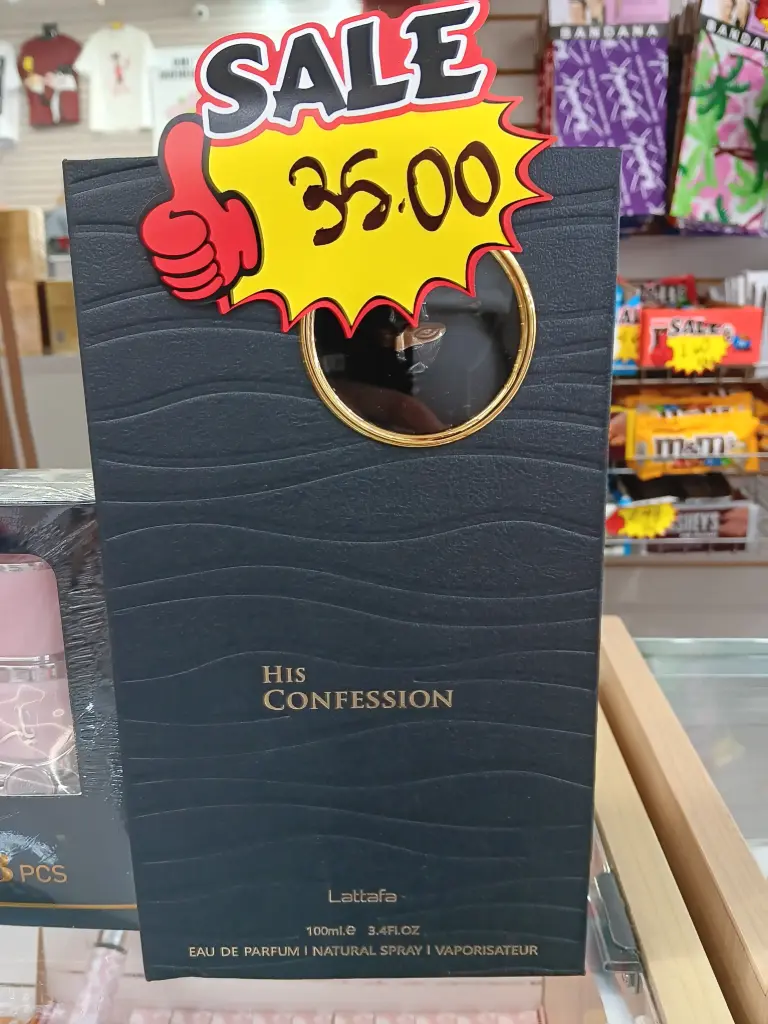 SALE
35.00
BANDANA
BANDANA
SALE
m&m's
HIS
CONFESSION
PCS
Lattafa
100ml.e 3.4Fl.OZ
EAU DE PARFUM I NATURAL SPRAY I VAPORISATEUR